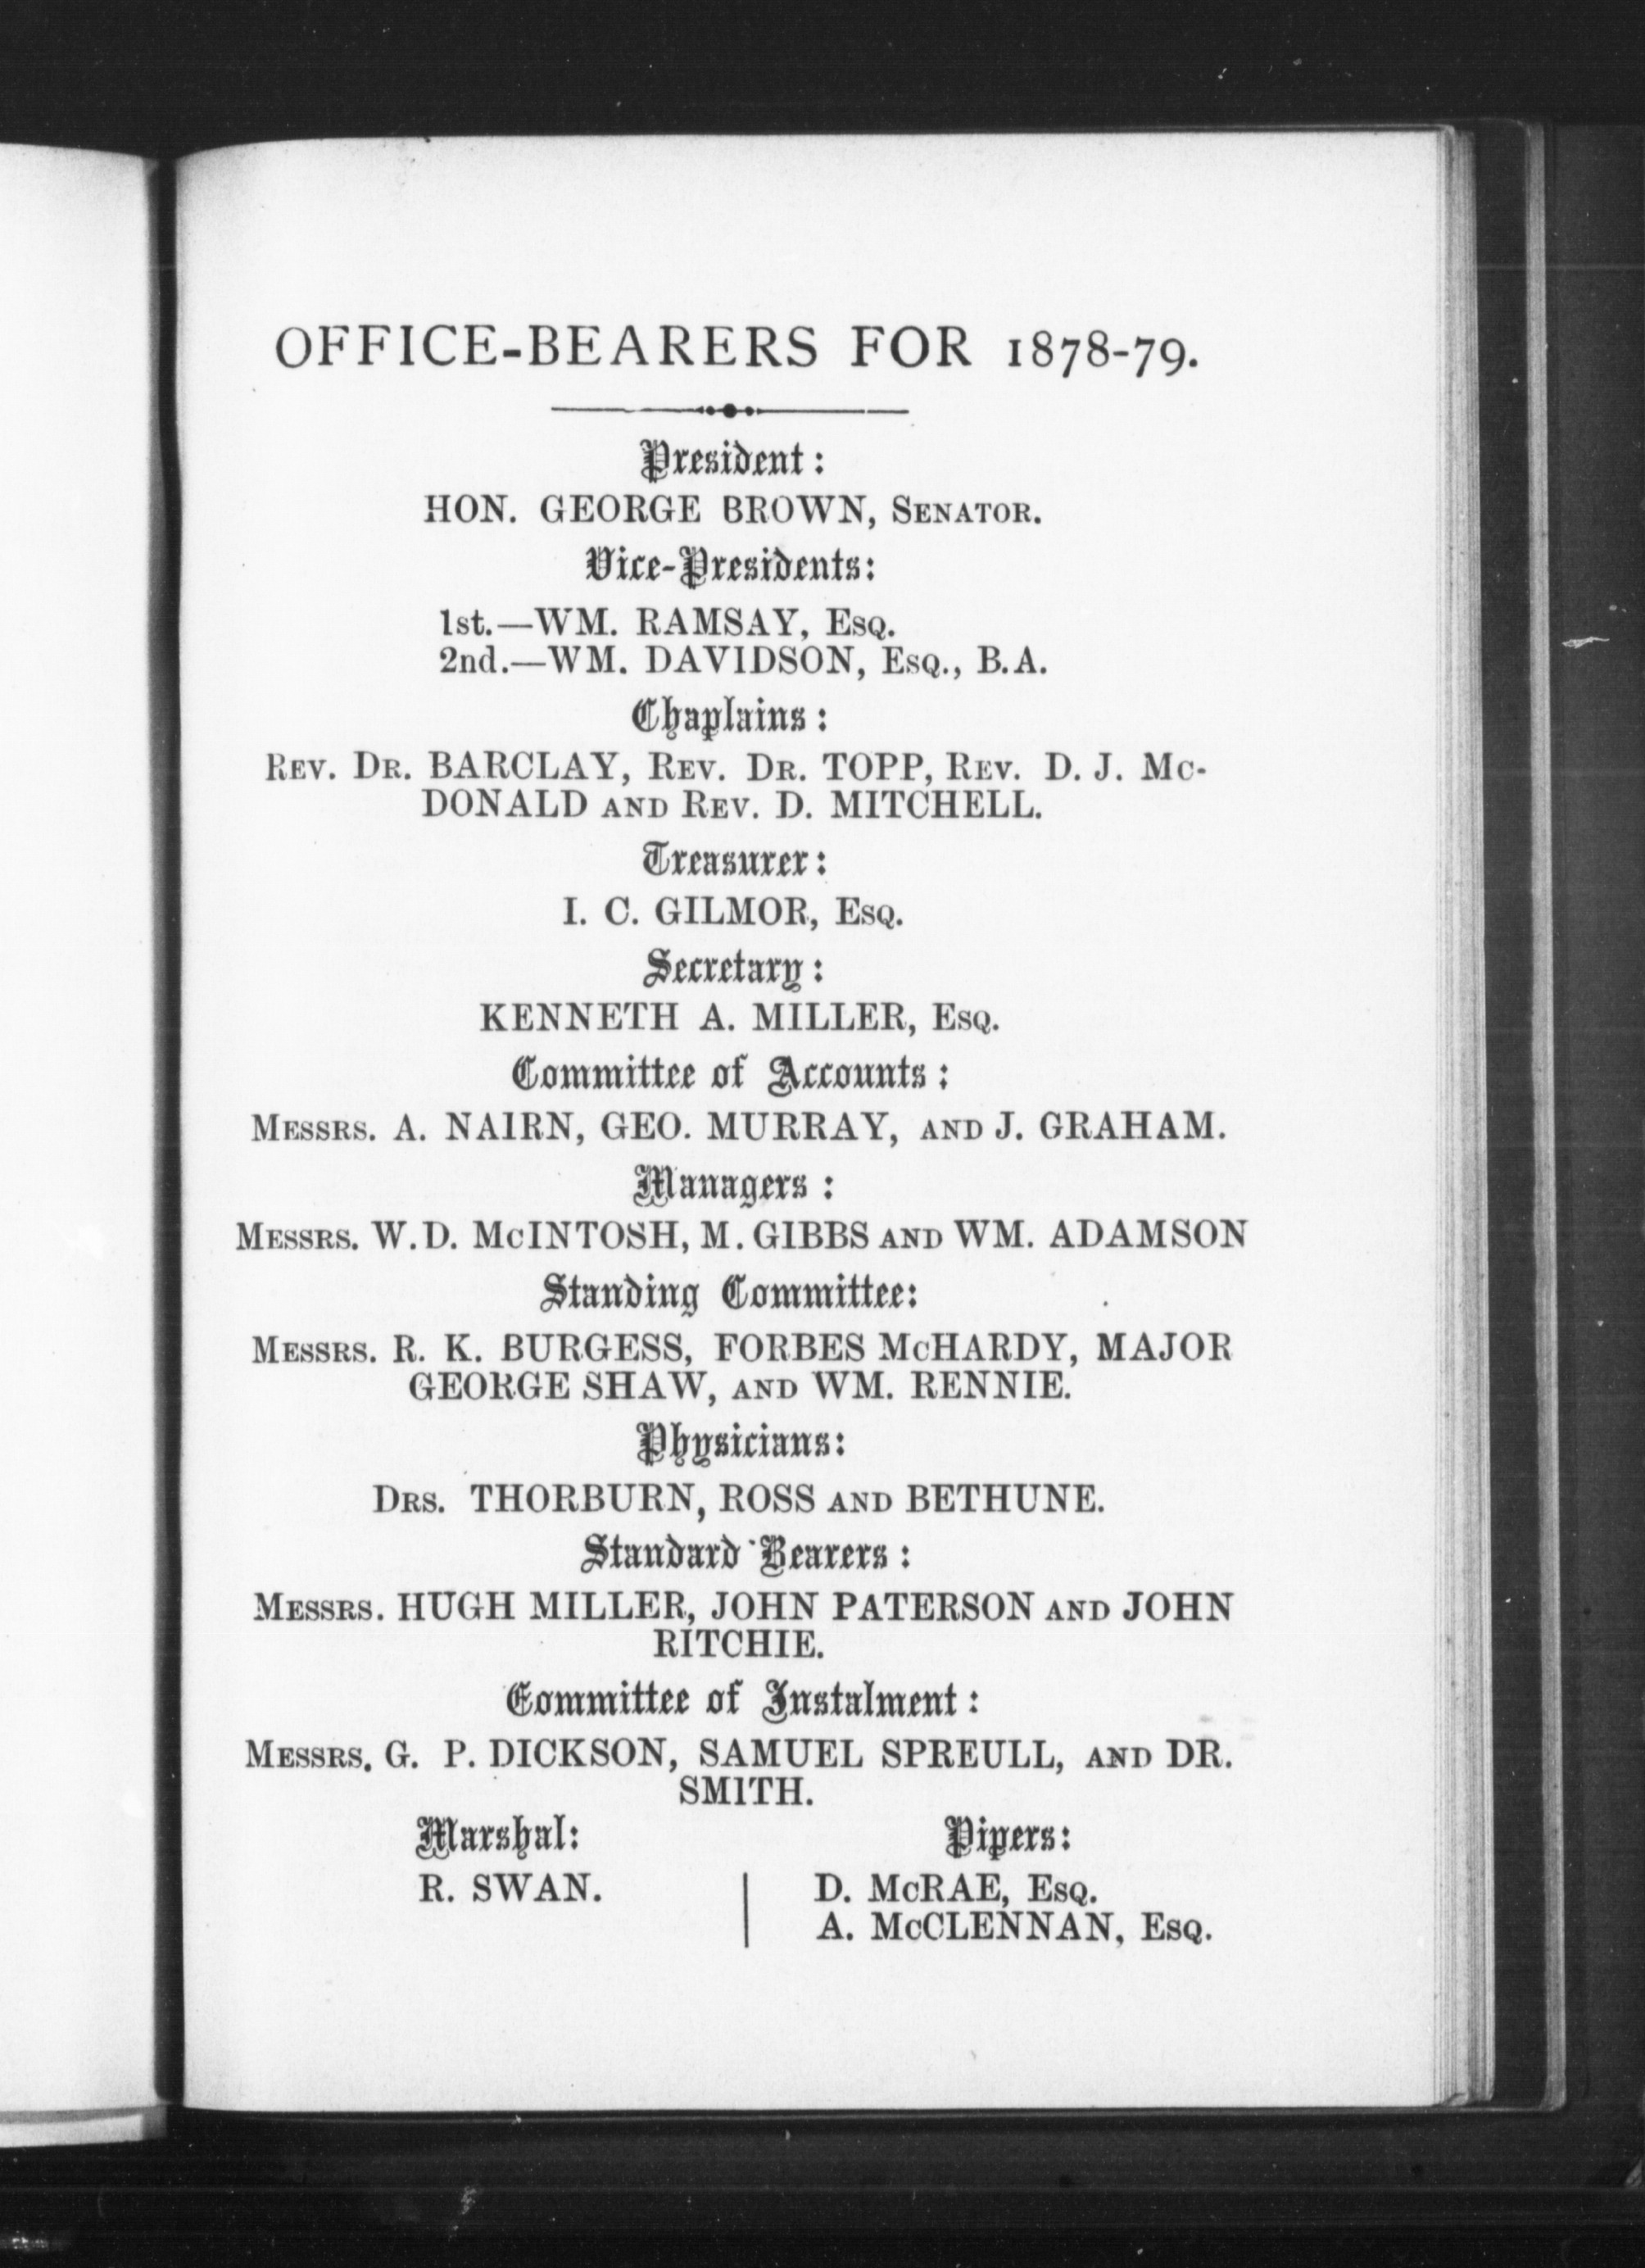 OFFICE-BEARERS FOR 1878-79.
President:
HON. GEORGE BROWN, SENATOR.
Vice-Presidents:
1st.—WM. RAMSAY, ESQ.
2nd.—WM. DAVIDSON, ESQ., B.A.
Chaplains:
REV. DR. BARCLAY, REV. DR. TOPP, REV. D. J. MC-
DONALD AND REV. D. MITCHELL.
Treasurer:
I. C. GILMOR, ESQ.
Secretary:
KENNETH A. MILLER, ESQ.
Committee of Accounts:
MESSRS. A. NAIRN, GEO. MURRAY, AND J. GRAHAM.
Managers:
MESSRS. W.D. McINTOSH, M. GIBBS AND WM. ADAMSON
Standing Committee:
MESSRS. R. K. BURGESS, FORBES McHARDY, MAJOR
GEORGE SHAW, AND WM. RENNIE.
Physicians:
DRS. THORBURN, ROSS AND BETHUNE.
Standard Bearers:
MESSRS. HUGH MILLER, JOHN PATERSON AND JOHN
RITCHIE.
Committee of Instalment:
MESSRS. G. P. DICKSON, SAMUEL SPREULL, AND DR.
SMITH.
Marshal:
R. SWAN.
Pipers:
D. McRAE, ESQ.
A. McCLENNAN, ESQ.